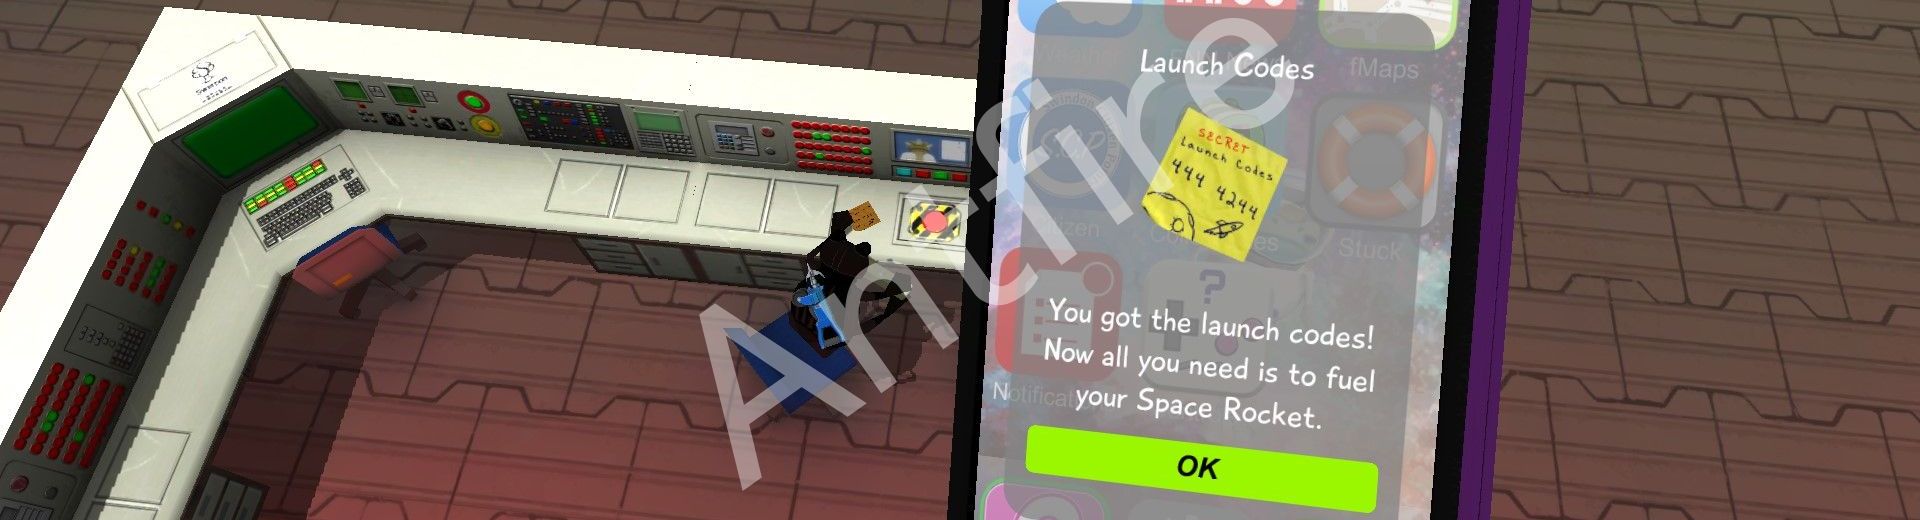 Launch Codes
fMaps
SECRET
Launch Codes
444 4244
Stuck
?
You got the launch codes!
Now all you need is to fuel
your Space Rocket.
OK
Antfire